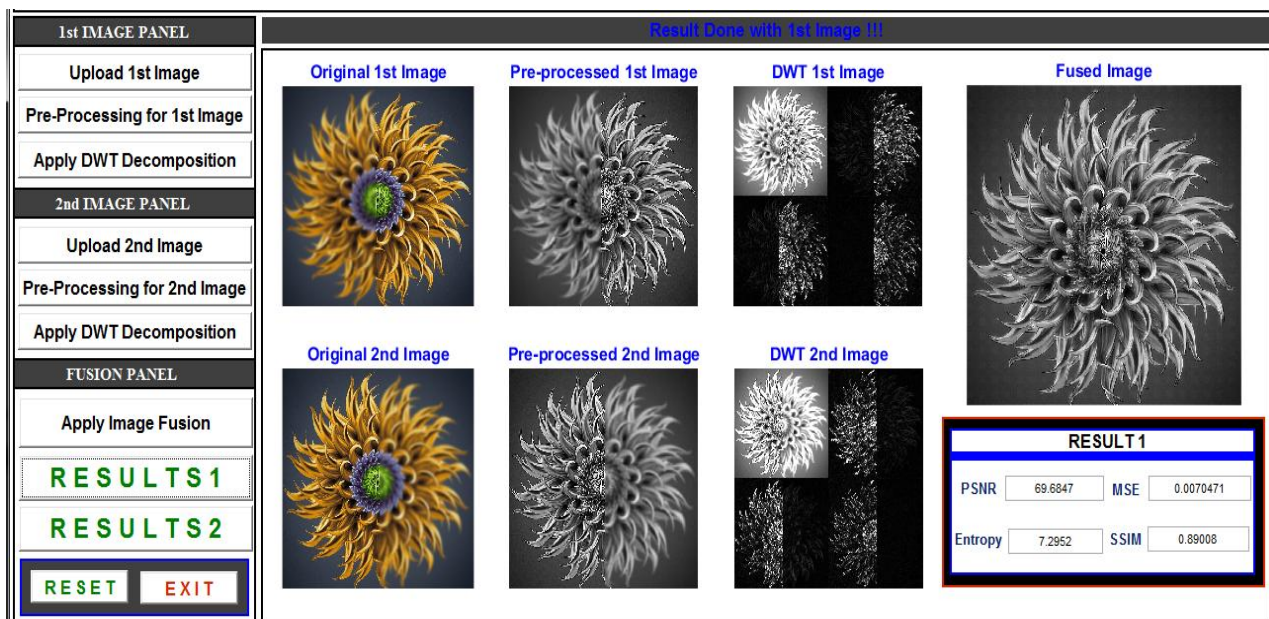 1st IMAGE PANEL
Upload 1st Image
Pre-Processing for 1st Image
Apply DWT Decomposition
2nd IMAGE PANEL
Upload 2nd Image
Pre-Processing for 2nd Image
Apply DWT Decomposition
FUSION PANEL
Apply Image Fusion
RESULTS1
RESULTS2
RESET EXIT
Result Done with 1st Image !!!
Original 1st Image Pre-processed 1st Image DWT 1st Image Fused Image
Original 2nd Image Pre-processed 2nd Image DWT 2nd Image
RESULT1
PSNR 69.6847 MSE 0.0070471
Entropy 7.2952 SSIM 0.89008